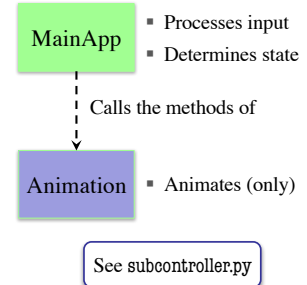 MainApp
▪ Processes input
▪ Determines state
Calls the methods of
Animation
▪ Animates (only)
See subcontroller.py